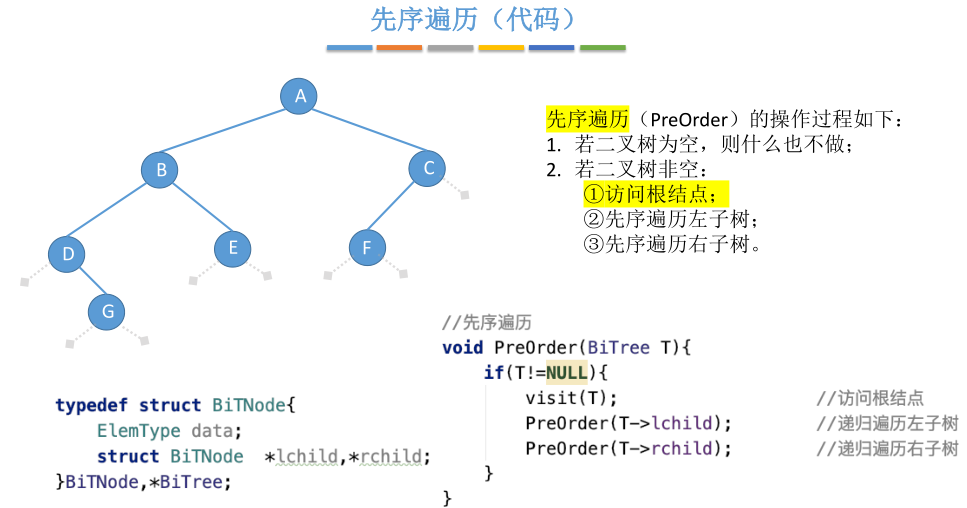 先序遍历（代码）
A
B
C
D
E
F
G
先序遍历（PreOrder）的操作过程如下：
1. 若二叉树为空，则什么也不做；
2. 若二叉树非空：
①访问根结点；
②先序遍历左子树；
③先序遍历右子树。
typedef struct BiTNode{
ElemType data;
struct BiTNode *lchild,*rchild;
}BiTNode,*BiTree;
//先序遍历
void PreOrder(BiTree T){
if(T!=NULL){
visit(T); //访问根结点
PreOrder(T->lchild); //递归遍历左子树
PreOrder(T->rchild); //递归遍历右子树
}
}